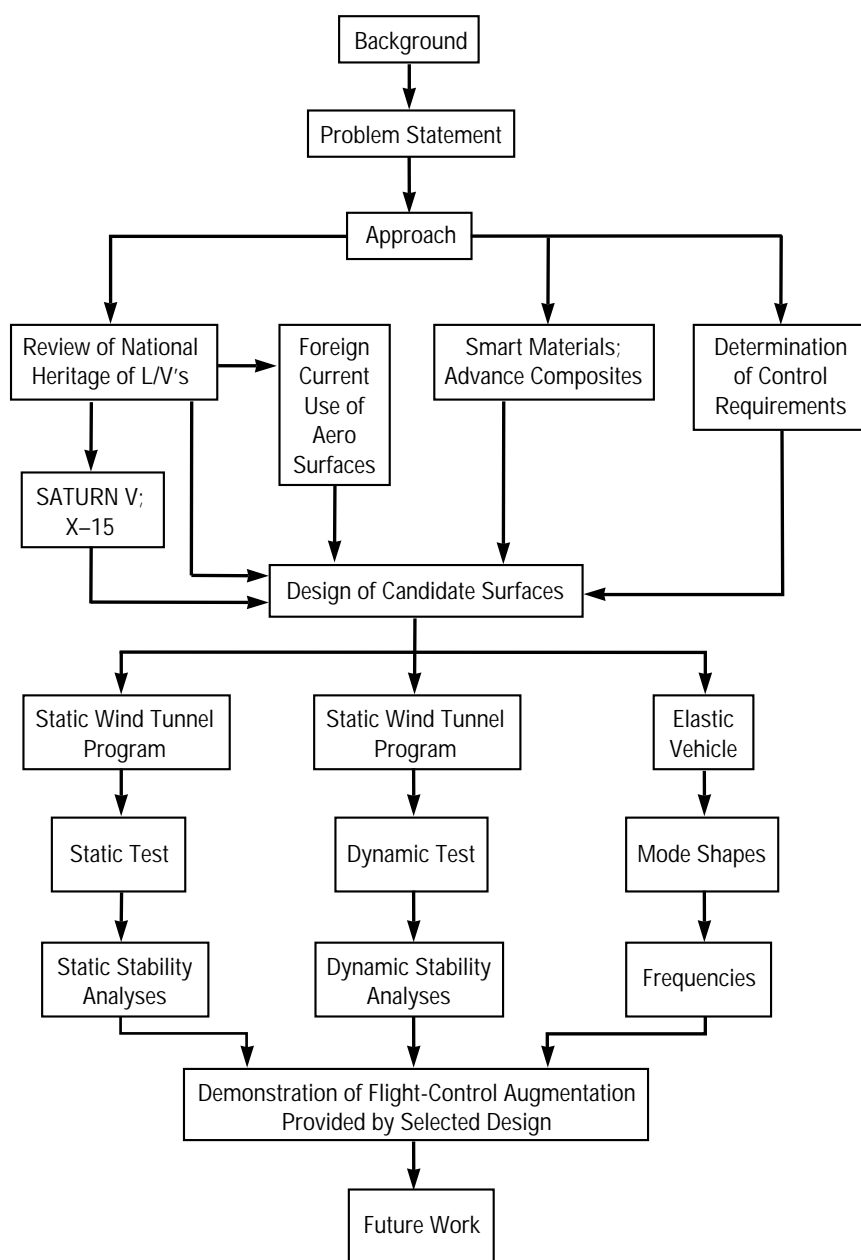 Background
Problem Statement
Approach
Review of National
Heritage of L/V's
Foreign
Current
Use of
Aero
Surfaces
Smart Materials;
Advance Composites
Determination
of Control
Requirements
SATURN V;
X–15
Design of Candidate Surfaces
Static Wind Tunnel
Program
Static Wind Tunnel
Program
Elastic
Vehicle
Static Test
Dynamic Test
Mode Shapes
Static Stability
Analyses
Dynamic Stability
Analyses
Frequencies
Demonstration of Flight-Control Augmentation
Provided by Selected Design
Future Work